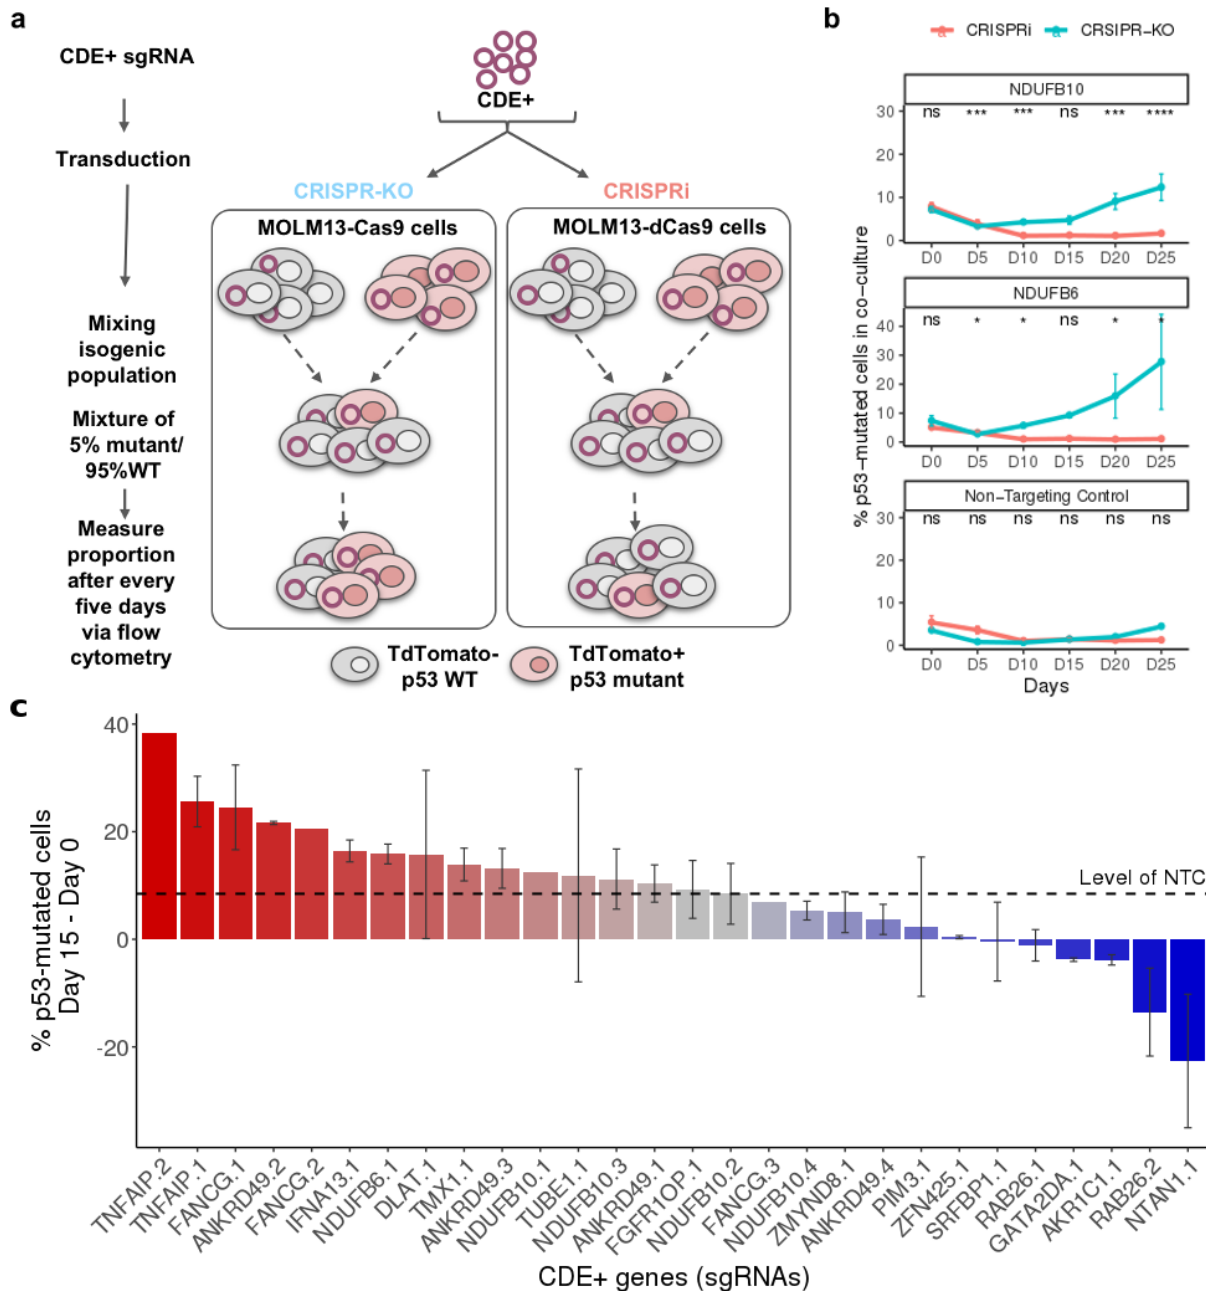 a
CDE+ sgRNA
Transduction
Mixing
isogenic
population
Mixture of
5% mutant/
95%WT
Measure
proportion
after every
five days
via flow
cytometry
CDE+
CRISPR-KO
CRISPRi
MOLM13-Cas9 cells
MOLM13-dCas9 cells
TdTomato-
p53 WT
TdTomato+
p53 mutant
b
CRISPRi
CRSIPR-KO
% p53-mutated cells in co-culture
NDUFB10
30
20
10
0
ns *** *** ns *** ****
D0 D5 D10 D15 D20 D25
NDUFB6
40
30
20
10
0
ns * * ns * *
D0 D5 D10 D15 D20 D25
Non-Targeting Control
30
20
10
0
ns ns ns ns ns ns
D0 D5 D10 D15 D20 D25
Days
c
% p53-mutated cells
Day 15 - Day 0
40
20
0
-20
Level of NTC
TNFAIP.2
TNFAIP.1
FANCG.1
ANKRD49.2
FANCG.2
IFNA13.1
NDUFB6.1
DLAT.1
TMX1.1
ANKRD49.3
NDUFB10.1
TUBE1.1
NDUFB10.3
ANKRD49.1
FGFR1OP.1
NDUFB10.2
FANCG.3
NDUFB10.4
ZMYND8.1
ANKRD49.4
PIM3.1
ZFN425.1
SRFBP1.1
RAB26.1
GATA2DA.1
AKR1C1.1
RAB26.2
NTAN1.1
CDE+ genes (sgRNAs)